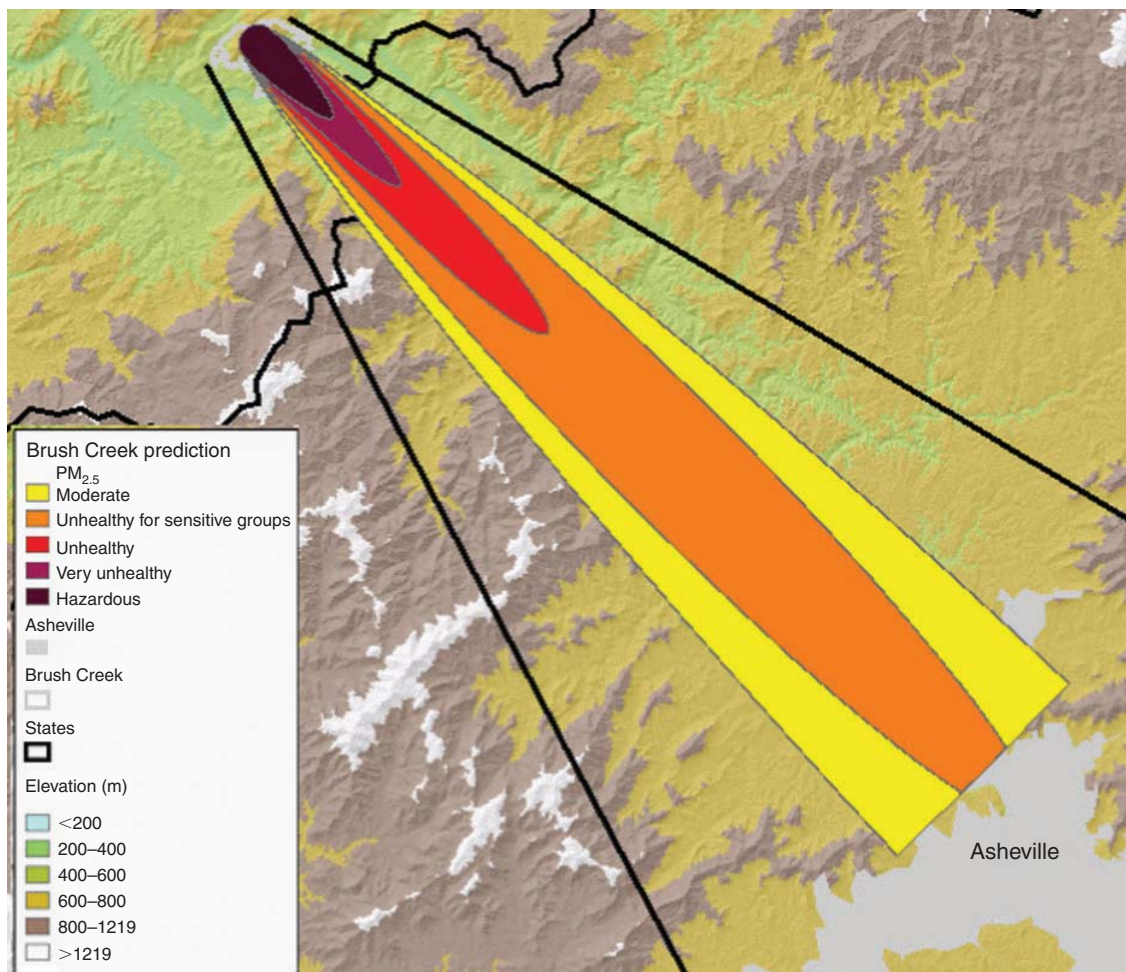 Brush Creek prediction
PM2.5
Moderate
Unhealthy for sensitive groups
Unhealthy
Very unhealthy
Hazardous
Asheville
Brush Creek
States
Elevation (m)
<200
200–400
400–600
600–800
800–1219
>1219
Asheville